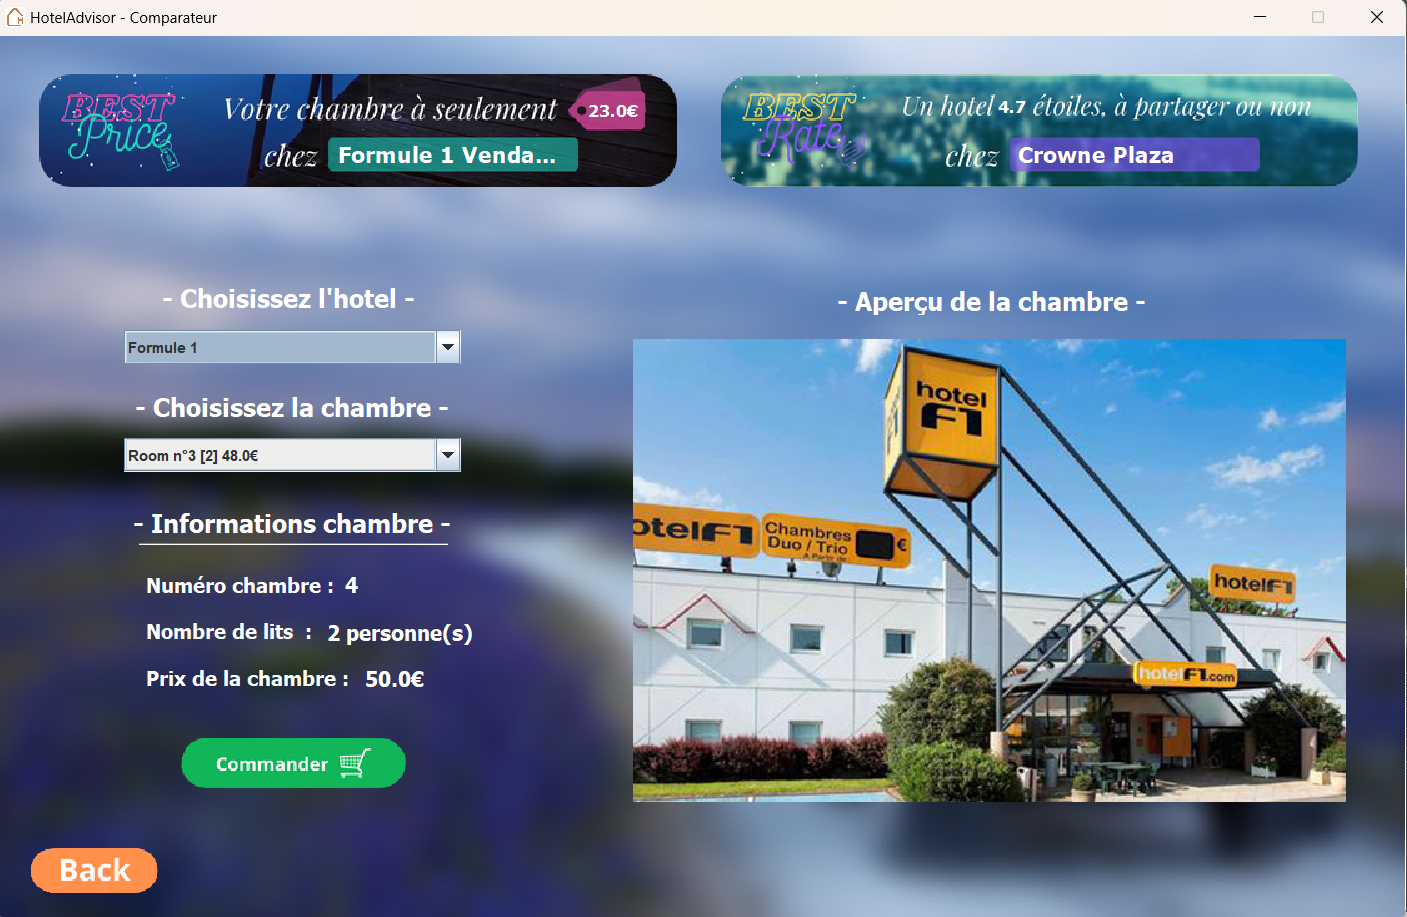 HotelAdvisor - Comparateur
BEST
Price
Votre chambre à seulement
23.0€
chez
Formule 1 Venda...
BEST
Rate
Un hotel 4.7 étoiles, à partager ou non
chez
Crowne Plaza
- Choisissez l'hotel -
Formule 1
- Choisissez la chambre -
Room n°3 [2] 48.0€
- Informations chambre -
Numéro chambre : 4
Nombre de lits : 2 personne(s)
Prix de la chambre : 50.0€
Commander
Back
- Aperçu de la chambre -
hotel
F1
otelF1
Chambres
Duo / Trio
A Partir de
€
hotelF1
hotelF1.com